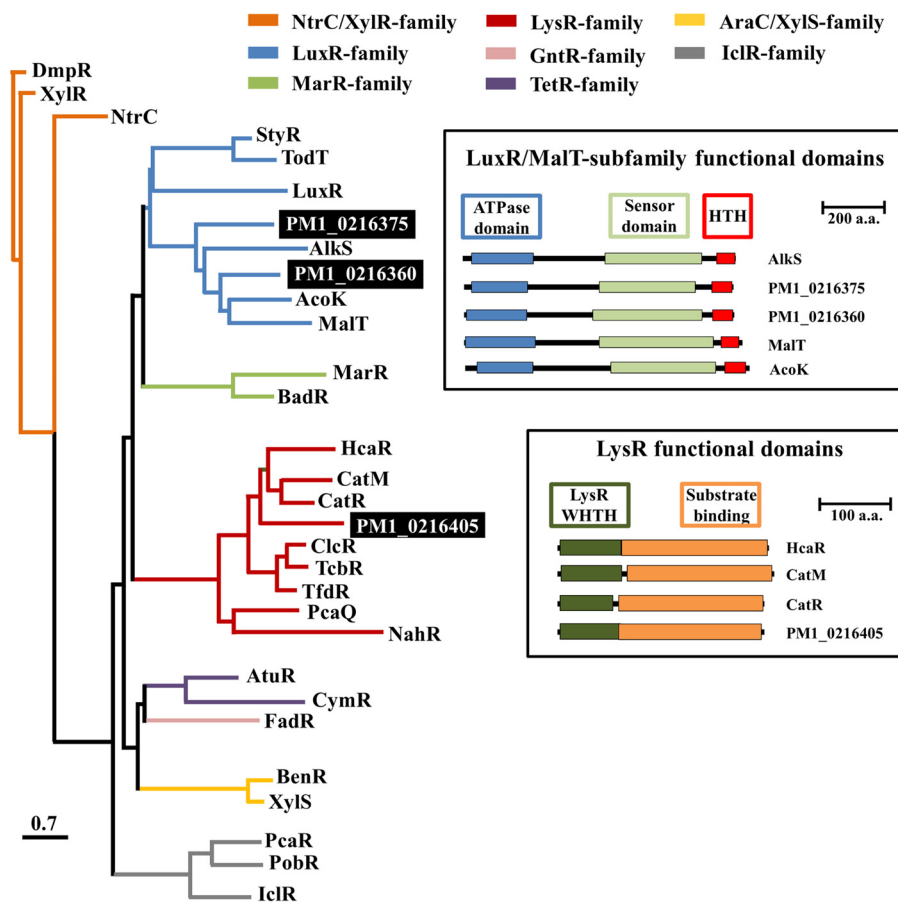 NtrC/XylR-family
LysR-family
AraC/XylS-family
LuxR-family
GntR-family
IclR-family
MarR-family
TetR-family
DmpR
XylR
NtrC
StyR
TodT
LuxR
PM1_0216375
AlkS
PM1_0216360
AcoK
MalT
MarR
BadR
HcaR
CatM
CatR
PM1_0216405
ClcR
TcbR
TfdR
PcaQ
NahR
AtuR
CymR
FadR
BenR
XylS
PcaR
PobR
IclR
0.7
LuxR/MalT-subfamily functional domains
ATPase
domain
Sensor
domain
HTH
200 a.a.
AlkS
PM1_0216375
PM1_0216360
MalT
AcoK
LysR functional domains
LysR
WHTH
Substrate
binding
100 a.a.
HcaR
CatM
CatR
PM1_0216405